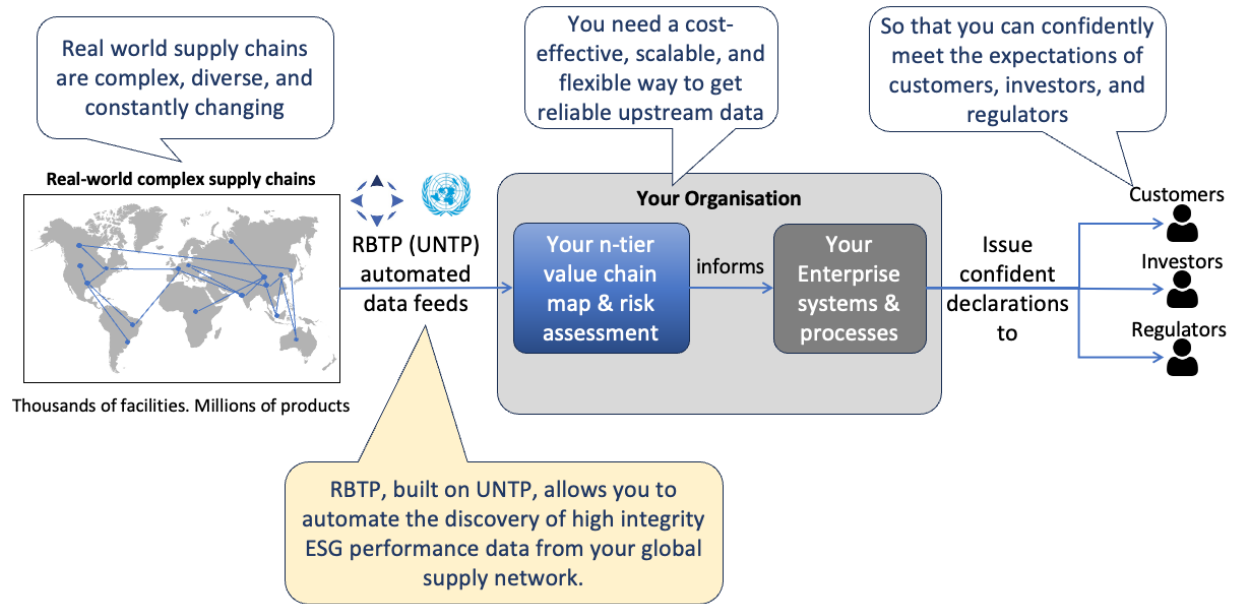 Real world supply chains
are complex, diverse, and
constantly changing
You need a cost-
effective, scalable, and
flexible way to get
reliable upstream data
So that you can confidently
meet the expectations of
customers, investors, and
regulators
Real-world complex supply chains
RBTP (UNTP)
automated
data feeds
Thousands of facilities. Millions of products
Your Organisation
Your n-tier
value chain
map & risk
assessment
informs
Your
Enterprise
systems &
processes
Issue
confident
declarations
to
Customers
Investors
Regulators
RBTP, built on UNTP, allows you to
automate the discovery of high integrity
ESG performance data from your global
supply network.